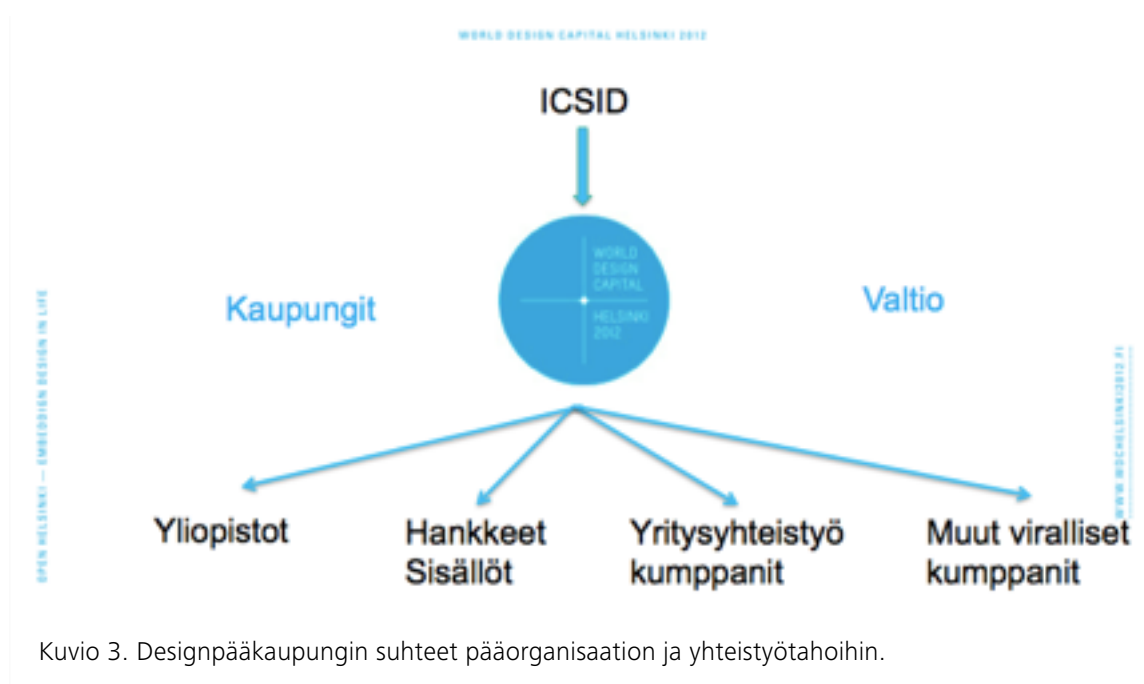 WORLD DESIGN CAPITAL HELSINKI 2012
ICSID
WORLD
DESIGN
CAPITAL
HELSINKI
2012
Kaupungit
Valtio
OPEN HELSINKI — EMBEDDIGN DESIGN IN LIFE
WWW.WDCHELSINKI2012.FI
Yliopistot
Hankkeet
Sisällöt
Yritysyhteistyö
kumppanit
Muut viralliset
kumppanit
Kuvio 3. Designpääkaupungin suhteet pääorganisaation ja yhteistyötahoihin.